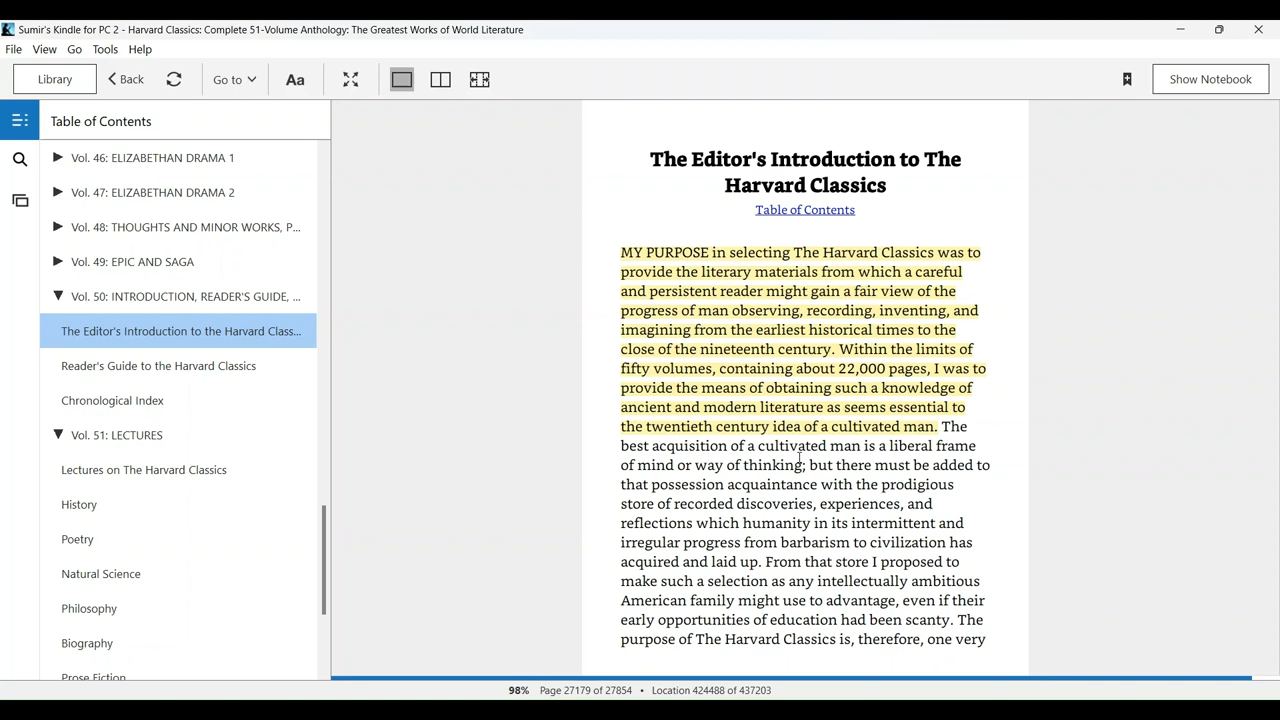 Sumir's Kindle for PC 2 - Harvard Classics: Complete 51-Volume Anthology: The Greatest Works of World Literature
File View Go Tools Help
Library Back Go to Aa Show Notebook
Table of Contents
Vol. 46: ELIZABETHAN DRAMA 1
Vol. 47: ELIZABETHAN DRAMA 2
Vol. 48: THOUGHTS AND MINOR WORKS, P...
Vol. 49: EPIC AND SAGA
Vol. 50: INTRODUCTION, READER'S GUIDE, ...
The Editor's Introduction to the Harvard Class...
Reader's Guide to the Harvard Classics
Chronological Index
Vol. 51: LECTURES
Lectures on The Harvard Classics
History
Poetry
Natural Science
Philosophy
Biography
Prose Fiction
The Editor's Introduction to The
Harvard Classics
Table of Contents
MY PURPOSE in selecting The Harvard Classics was to
provide the literary materials from which a careful
and persistent reader might gain a fair view of the
progress of man observing, recording, inventing, and
imagining from the earliest historical times to the
close of the nineteenth century. Within the limits of
fifty volumes, containing about 22,000 pages, I was to
provide the means of obtaining such a knowledge of
ancient and modern literature as seems essential to
the twentieth century idea of a cultivated man. The
best acquisition of a cultivated man is a liberal frame
of mind or way of thinking; but there must be added to
that possession acquaintance with the prodigious
store of recorded discoveries, experiences, and
reflections which humanity in its intermittent and
irregular progress from barbarism to civilization has
acquired and laid up. From that store I proposed to
make such a selection as any intellectually ambitious
American family might use to advantage, even if their
early opportunities of education had been scanty. The
purpose of The Harvard Classics is, therefore, one very
98% Page 27179 of 27854 • Location 424488 of 437203